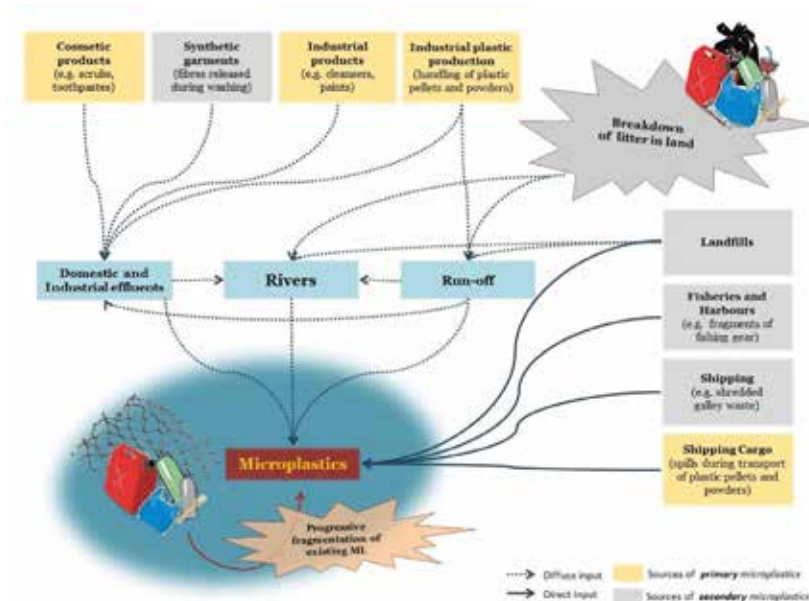 Cosmetic
products
(e.g. scrubs,
toothpastes)
Synthetic
garments
(fibres released
during washing)
Industrial
products
(e.g. cleansers,
paints)
Industrial plastic
production
(handling of plastic
pellets and powders)
Breakdown
of litter in land
Domestic and
Industrial effluents
Rivers
Run-off
Landfills
Fisheries and
Harbours
(e.g. fragments of
fishing gear)
Shipping
(e.g. shredded
galley waste)
Shipping Cargo
(spills during transport
of plastic pellets and
powders)
Microplastics
Progressive
fragmentation of
existing ML
Diffuse input
Direct input
Sources of primary microplastics
Sources of secondary microplastics